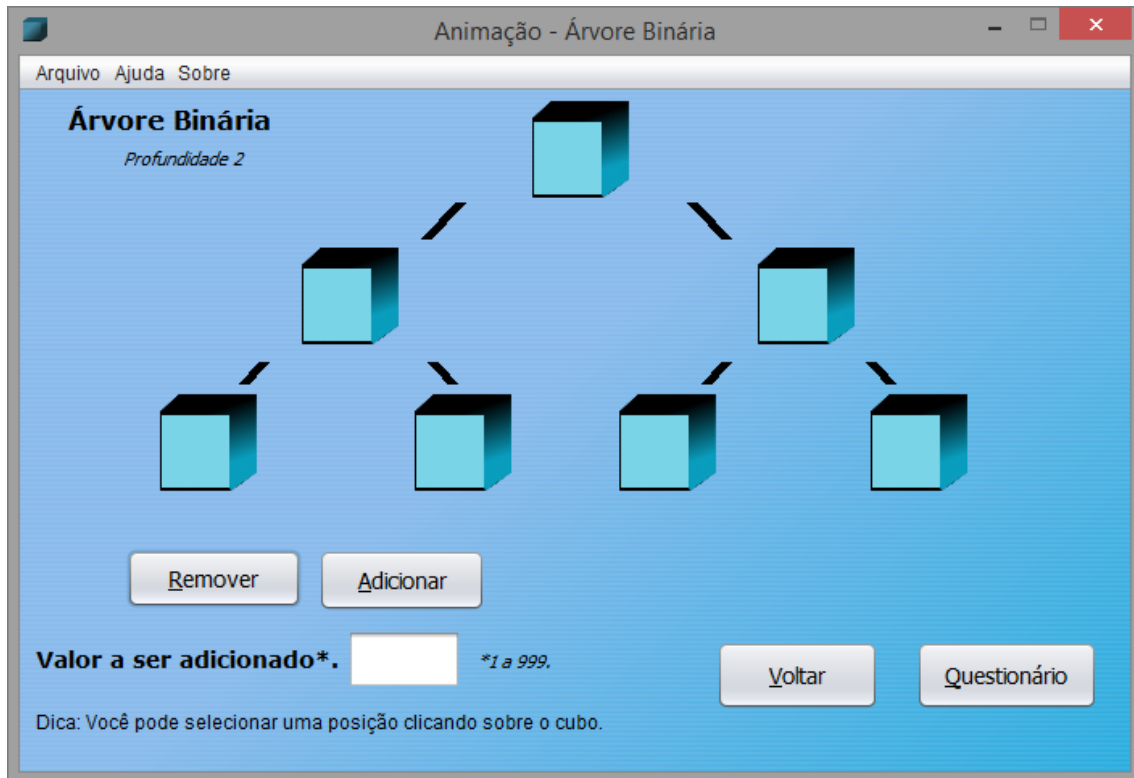 Animação - Árvore Binária
Arquivo Ajuda Sobre
Árvore Binária
Profundidade 2
Remover
Adicionar
Valor a ser adicionado*.
*1 a 999.
Voltar
Questionário
Dica: Você pode selecionar uma posição clicando sobre o cubo.